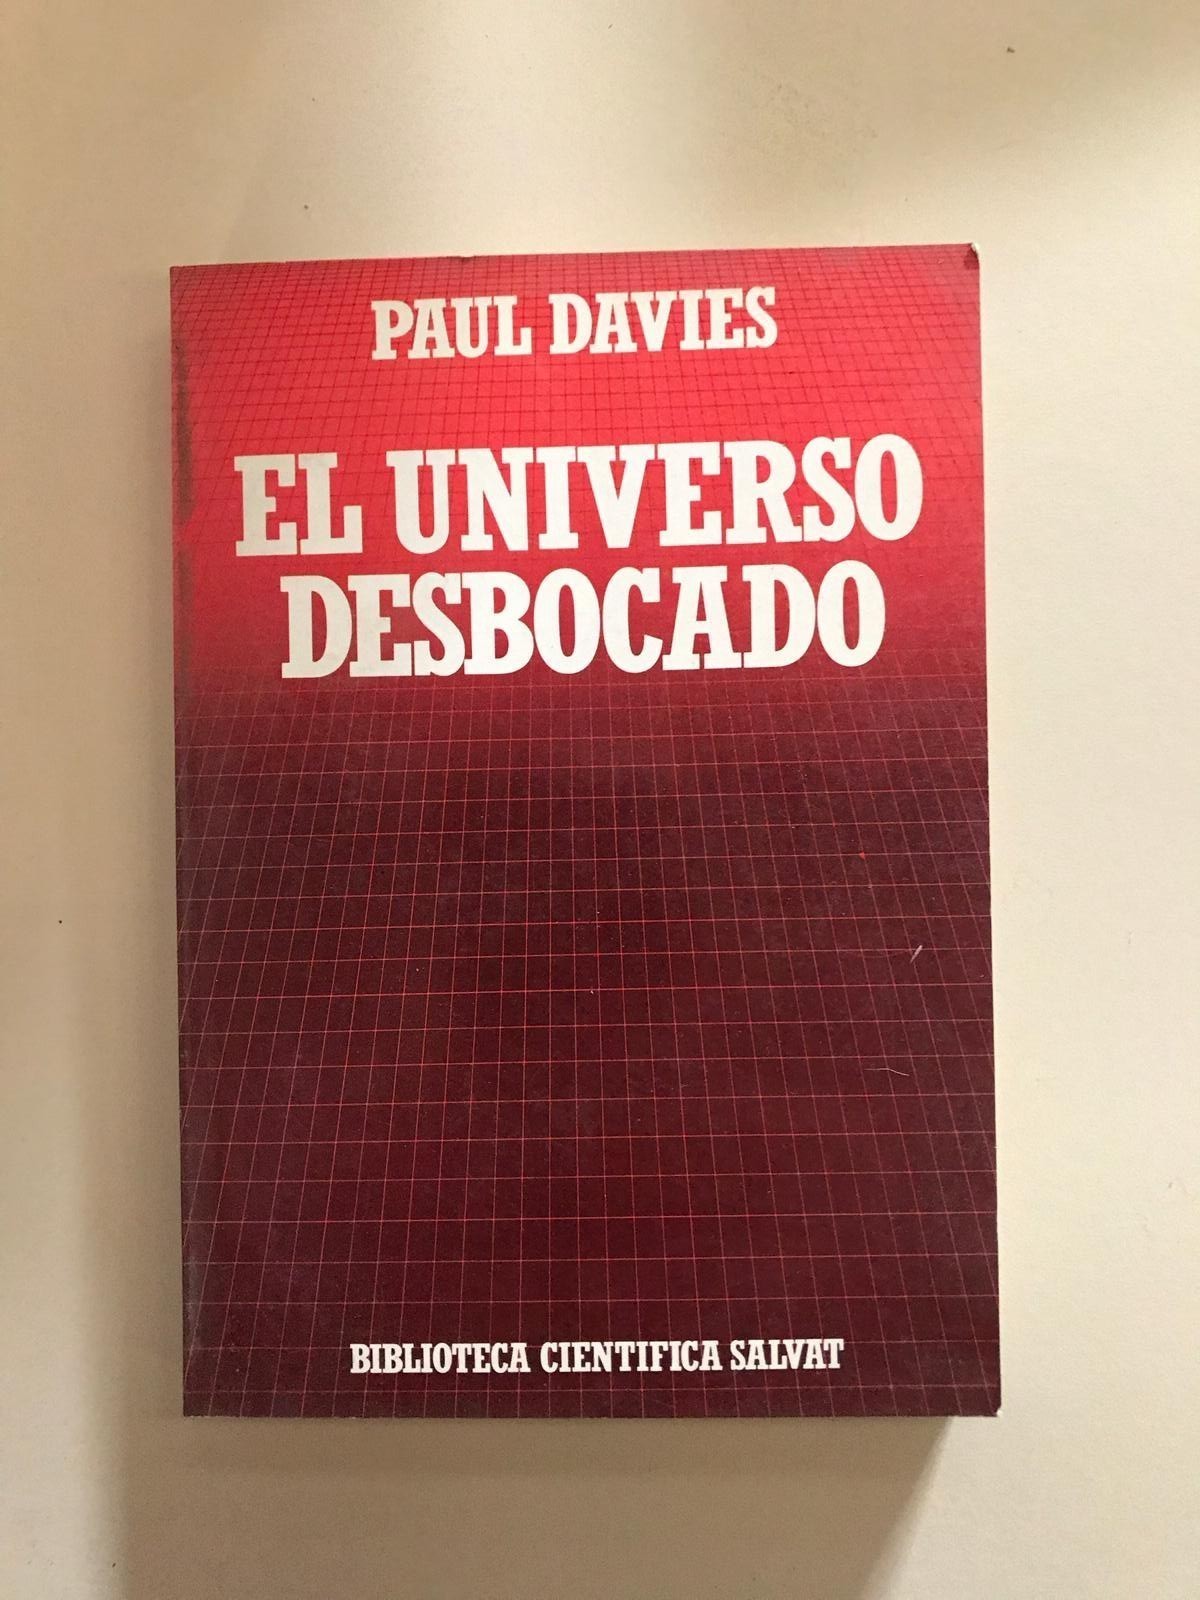 PAUL DAVIES
EL UNIVERSO
DESBOCADO
BIBLIOTECA CIENTIFICA SALVAT